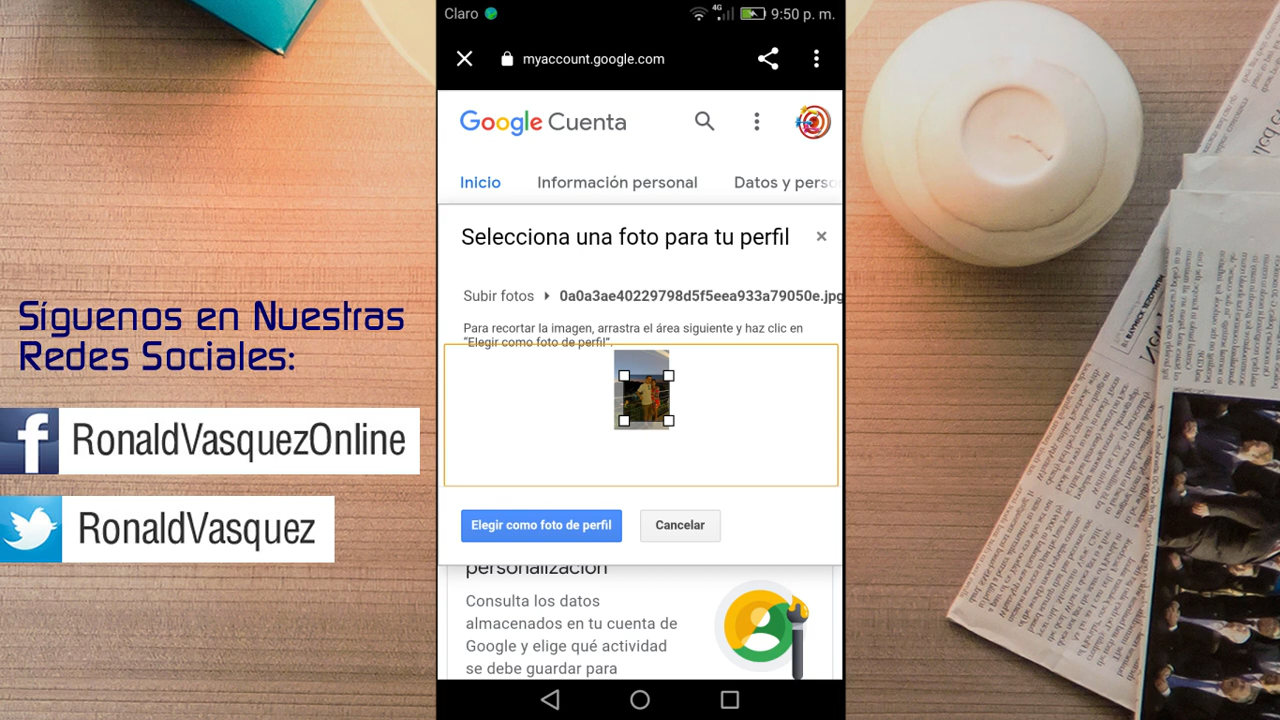 Claro
4G
9:50 p. m.
myaccount.google.com
Google Cuenta
Inicio
Información personal
Datos y perso
Selecciona una foto para tu perfil
×
Subir fotos
0a0a3ae40229798d5f5eea933a79050e.jpg
Para recortar la imagen, arrastra el área siguiente y haz clic en
"Elegir como foto de perfil".
Elegir como foto de perfil
Cancelar
personalización
Consulta los datos
almacenados en tu cuenta de
Google y elige qué actividad
se debe guardar para
Síguenos en Nuestras
Redes Sociales:
f RonaldVasquezOnline
RonaldVasquez